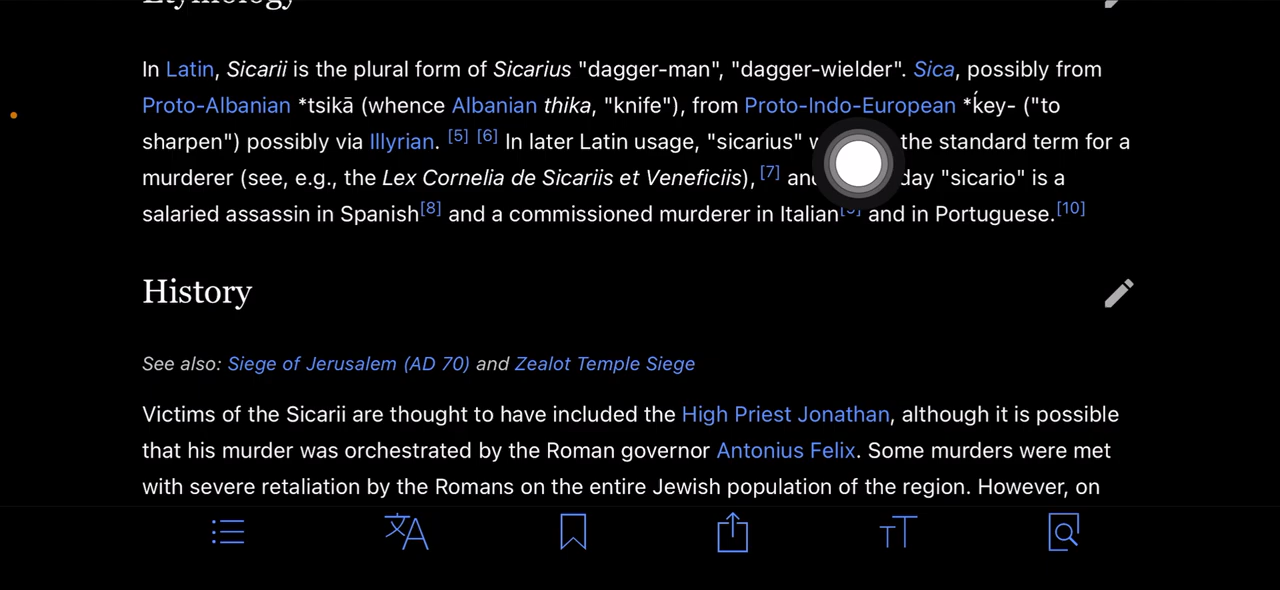 Etymology
In Latin, Sicarii is the plural form of Sicarius "dagger-man", "dagger-wielder". Sica, possibly from
Proto-Albanian *tsikā (whence Albanian thika, "knife"), from Proto-Indo-European *ḱey- ("to
sharpen") possibly via Illyrian. [5] [6] In later Latin usage, "sicarius" the standard term for a
murderer (see, e.g., the Lex Cornelia de Sicariis et Veneficiis), [7] day "sicario" is a
salaried assassin in Spanish[8] and a commissioned murderer in Italian and in Portuguese.[10]
History
See also: Siege of Jerusalem (AD 70) and Zealot Temple Siege
Victims of the Sicarii are thought to have included the High Priest Jonathan, although it is possible
that his murder was orchestrated by the Roman governor Antonius Felix. Some murders were met
with severe retaliation by the Romans on the entire Jewish population of the region. However, on